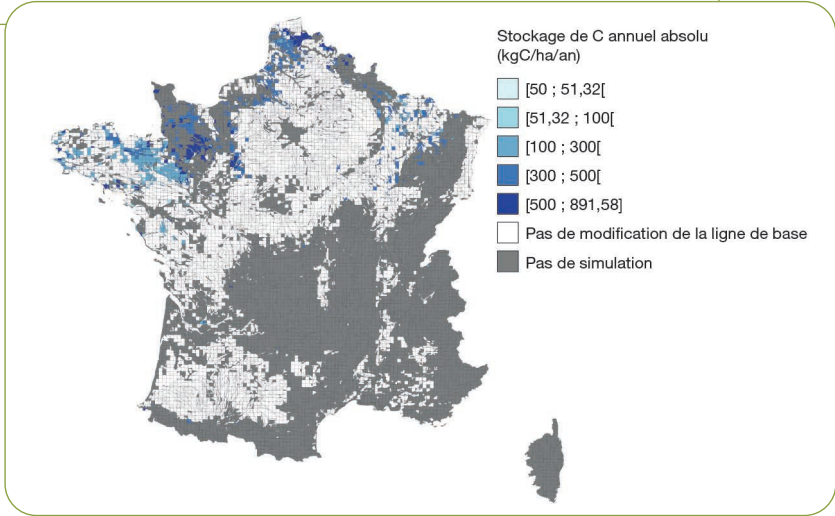 Stockage de C annuel absolu
(kgC/ha/an)
[50 ; 51,32[
[51,32 ; 100[
[100 ; 300[
[300 ; 500[
[500 ; 891,58]
Pas de modification de la ligne de base
Pas de simulation